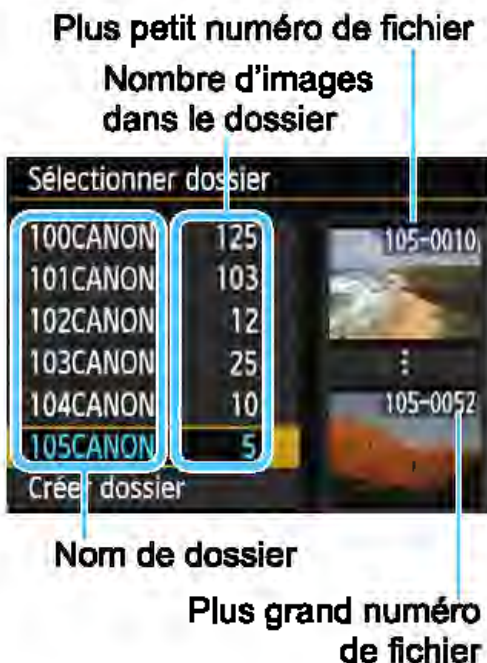 Plus petit numéro de fichier
Nombre d'images
dans le dossier
Sélectionner dossier
100CANON 125
101CANON 103
102CANON 12
103CANON 25
104CANON 10
105CANON 5
Créer dossier
105-0010
105-0052
Nom de dossier
Plus grand numéro
de fichier